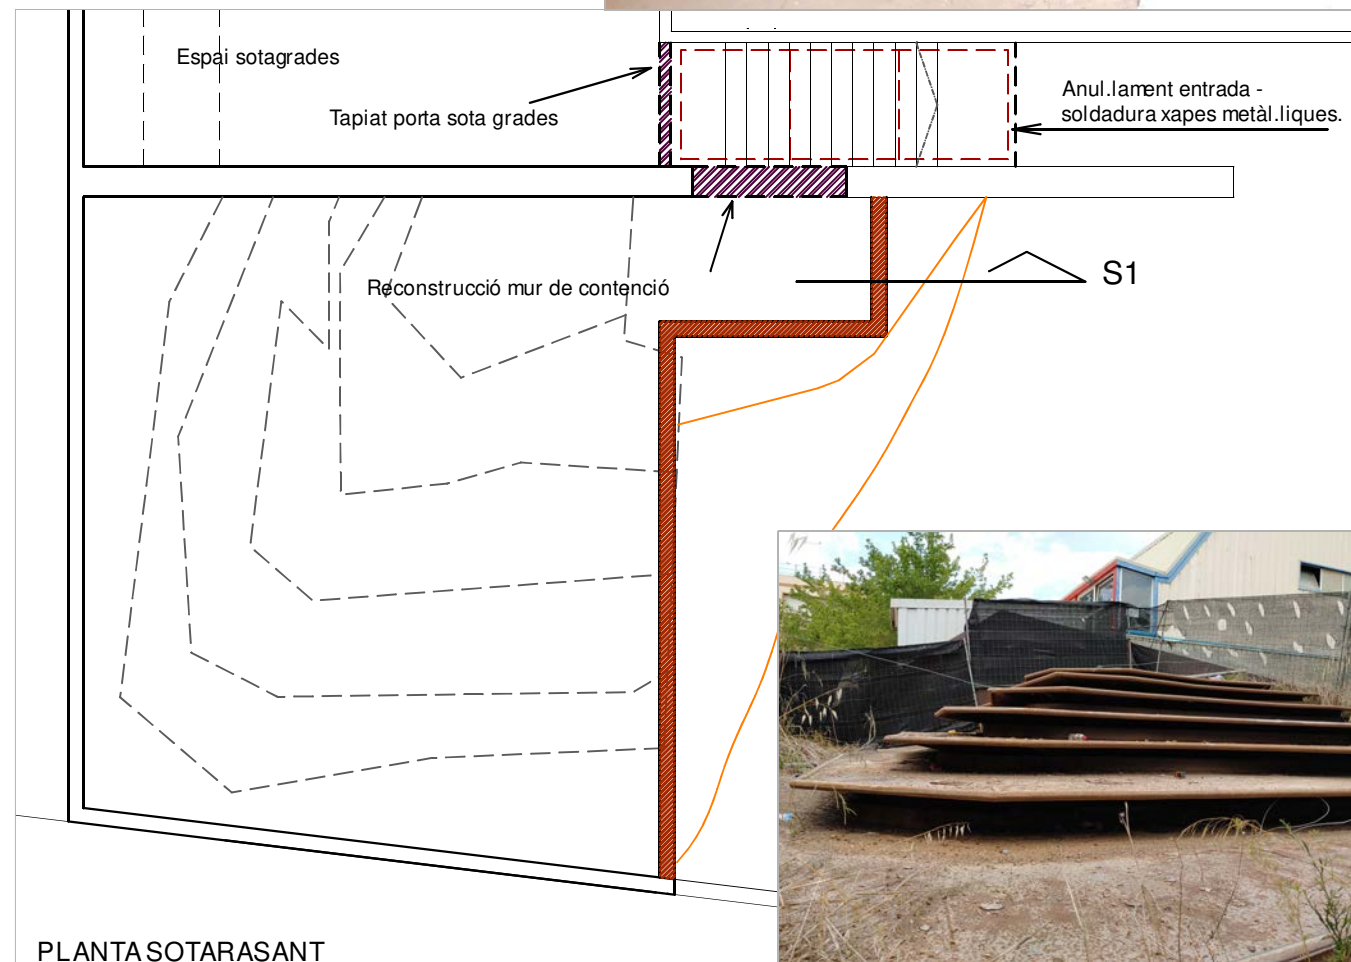 Espai sotagrades
Tapiat porta sota grades
Anul.lament entrada -
soldadura xapes metàl.liques.
Reconstrucció mur de contenció
S1
PLANTA SOTARASANT